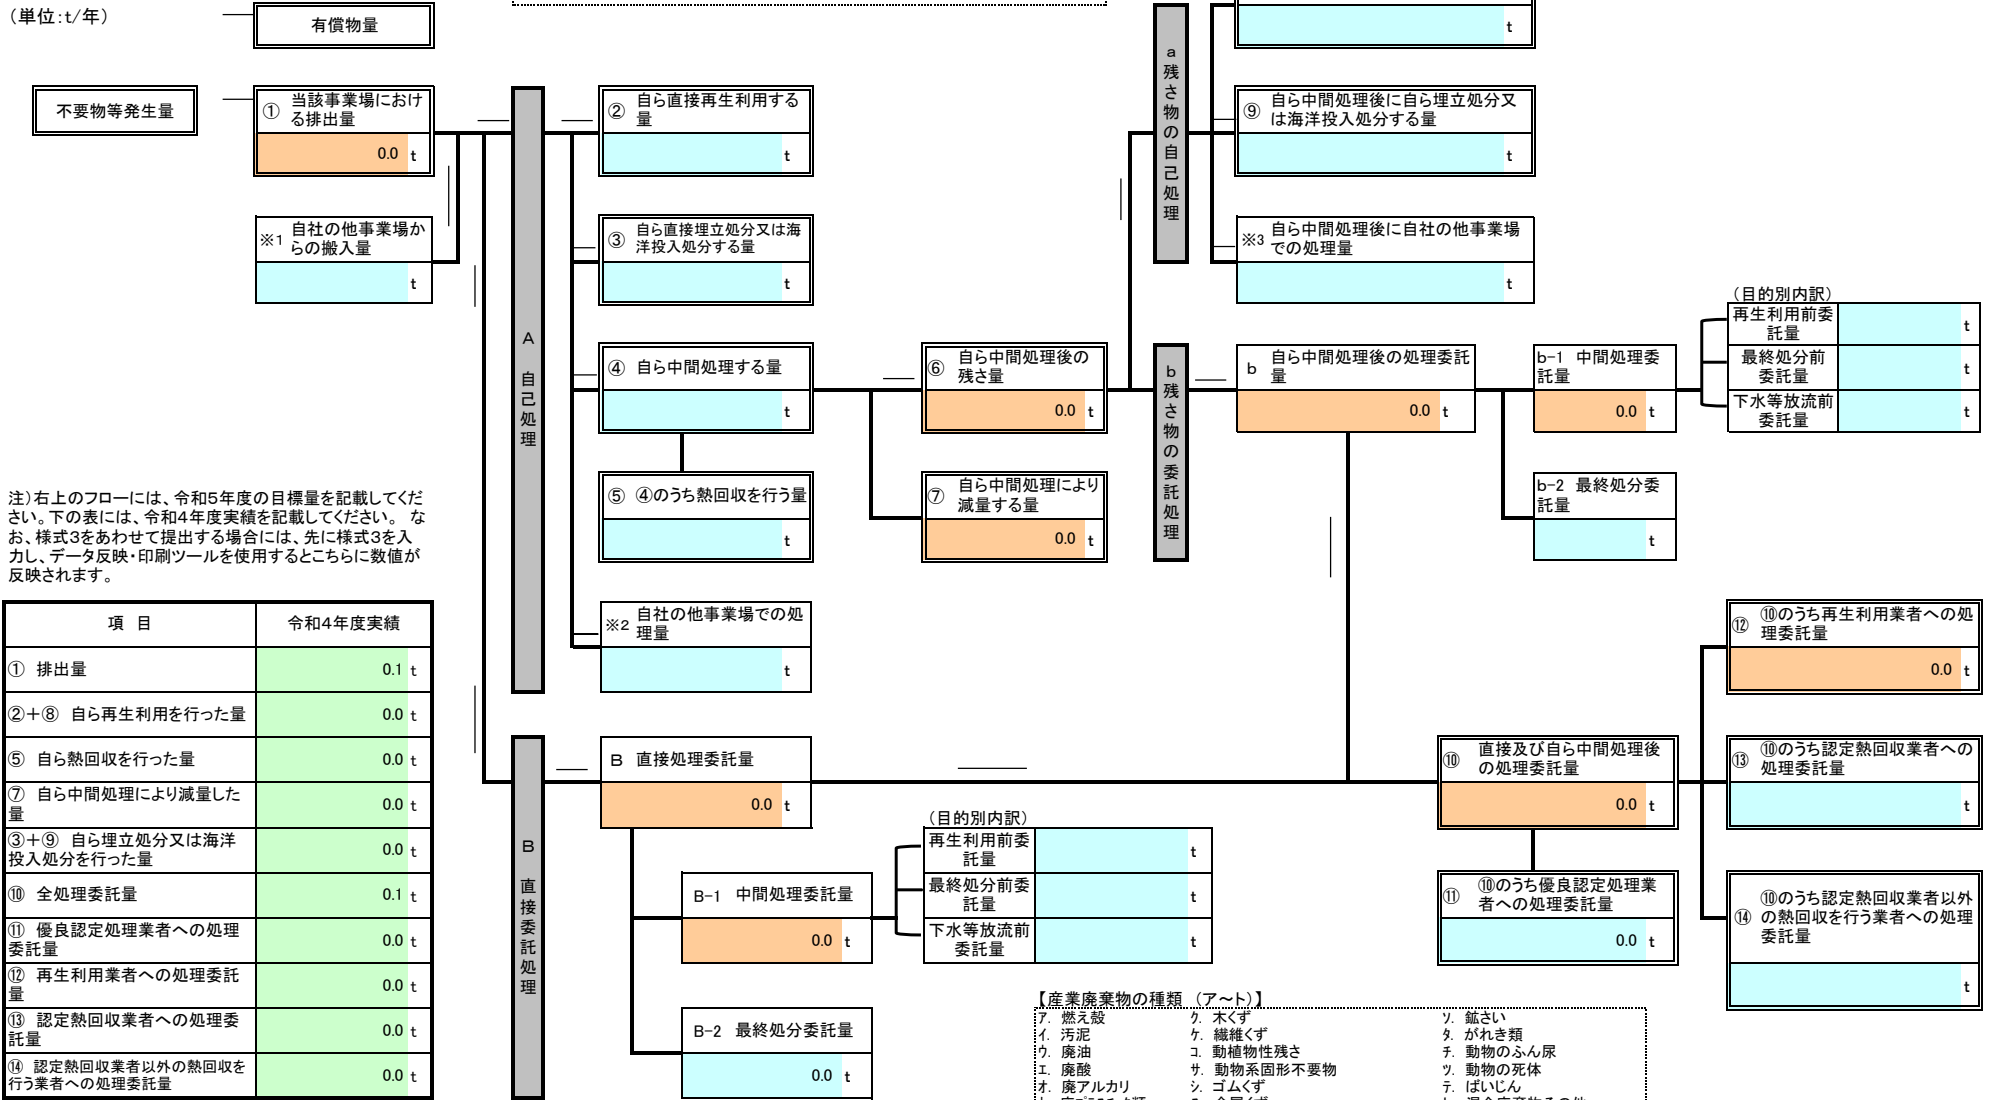 （単位:t/年）
有償物量
t
不要物等発生量
① 当該事業場におけ
る排出量
0.0 t
② 自ら直接再生利用する
量
t
⑨ 自ら中間処理後に自ら埋立処分又
は海洋投入処分する量
t
a
残
さ
物
の
自
己
処
理
※1 自社の他事業場か
らの搬入量
t
③ 自ら直接埋立処分又は海
洋投入処分する量
t
※3 自ら中間処理後に自社の他事業場
での処理量
t
A
自
己
処
理
④ 自ら中間処理する量
t
⑥ 自ら中間処理後の
残さ量
0.0 t
b
残
さ
物
の
委
託
処
理
b 自ら中間処理後の処理委託
量
0.0 t
b-1 中間処理委
託量
0.0 t
（目的別内訳）
再生利用前委
託量
t
最終処分前
委託量
t
下水等放流前
委託量
t
⑤ ④のうち熱回収を行う量
t
⑦ 自ら中間処理により
減量する量
0.0 t
b-2 最終処分委
託量
t
注）右上のフローには、令和5年度の目標量を記載してくだ
さい。下の表には、令和4年度実績を記載してください。 な
お、様式3をあわせて提出する場合には、先に様式3を入
力し、データ反映・印刷ツールを使用するとこちらに数値が
反映されます。
項 目 令和4年度実績
① 排出量 0.1 t
②＋⑧ 自ら再生利用を行った量 0.0 t
⑤ 自ら熱回収を行った量 0.0 t
⑦ 自ら中間処理により減量した
量 0.0 t
③＋⑨ 自ら埋立処分又は海洋
投入処分を行った量 0.0 t
⑩ 全処理委託量 0.1 t
⑪ 優良認定処理業者への処理
委託量 0.0 t
⑫ 再生利用業者への処理委託
量 0.0 t
⑬ 認定熱回収業者への処理委
託量 0.0 t
⑭ 認定熱回収業者以外の熱回収を
行う業者への処理委託量 0.0 t
※2 自社の他事業場での処
理量
t
B
直
接
委
託
処
理
B 直接処理委託量
0.0 t
B-1 中間処理委託量
0.0 t
（目的別内訳）
再生利用前委
託量
t
最終処分前委
託量
t
下水等放流前
委託量
t
B-2 最終処分委託量
0.0 t
⑩ 直接及び自ら中間処理後
の処理委託量
0.0 t
⑪ ⑩のうち優良認定処理業
者への処理委託量
0.0 t
⑫ ⑩のうち再生利用業者への処
理委託量
0.0 t
⑬ ⑩のうち認定熱回収業者への
処理委託量
t
⑭ ⑩のうち認定熱回収業者以外
の熱回収を行う業者への処理
委託量
t
【産業廃棄物の種類 （ア〜ト）】
ｱ. 燃え殻 ｸ. 木くず ｿ. 鉱さい
ｲ. 汚泥 ｹ. 繊維くず ﾀ. がれき類
ｳ. 廃油 ｺ. 動植物性残さ ﾁ. 動物のふん尿
ｴ. 廃酸 ｻ. 動物系固形不要物 ﾂ. 動物の死体
ｵ. 廃アルカリ ｼ. ゴムくず ﾃ. ばいじん